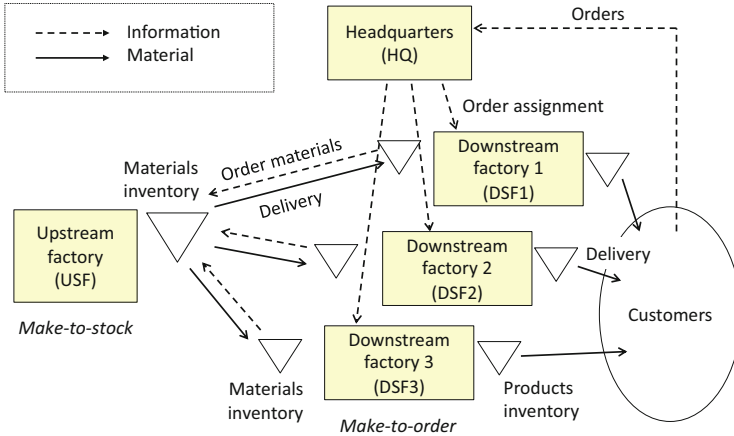 Information
Material
Headquarters
(HQ)
Orders
Order assignment
Order materials
Delivery
Materials
inventory
Downstream
factory 1
(DSF1)
Upstream
factory
(USF)
Make-to-stock
Downstream
factory 2
(DSF2)
Delivery
Customers
Downstream
factory 3
(DSF3)
Materials
inventory
Products
inventory
Make-to-order